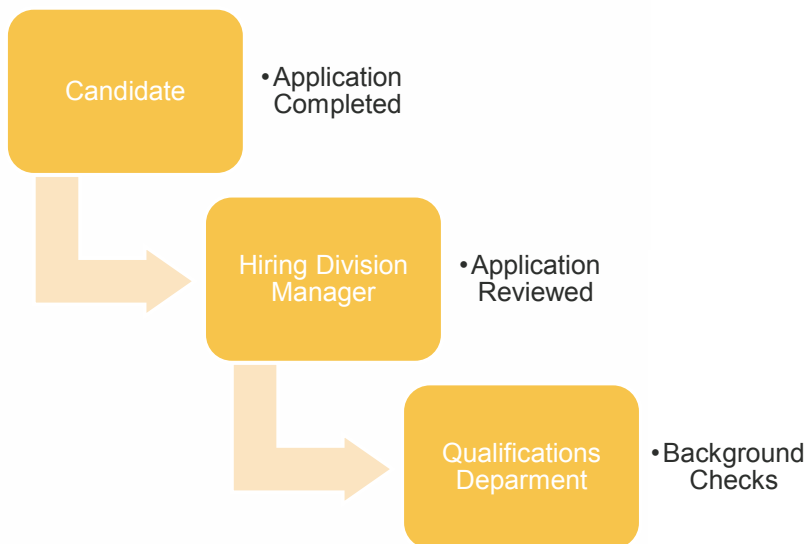 Candidate
•Application
Completed
Hiring Division
Manager
•Application
Reviewed
Qualifications
Deparment
•Background
Checks